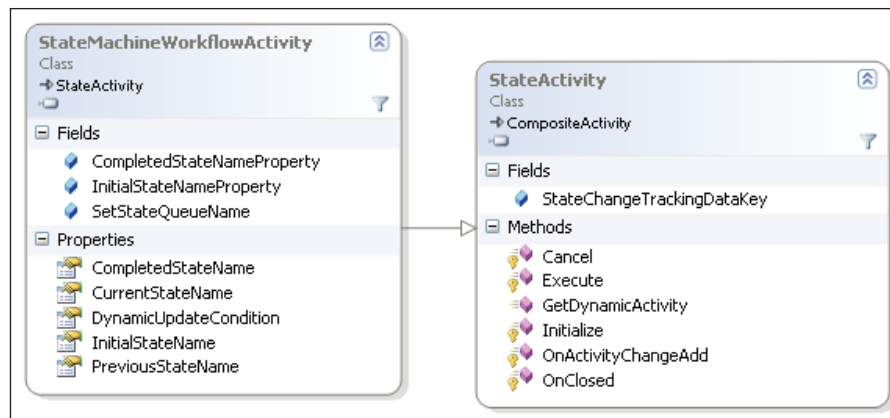 StateMachineWorkflowActivity
Class
StateActivity
Fields
CompletedStateNameProperty
InitialStateNameProperty
SetStateQueueName
Properties
CompletedStateName
CurrentStateName
DynamicUpdateCondition
InitialStateName
PreviousStateName
StateActivity
Class
CompositeActivity
Fields
StateChangeTrackingDataKey
Methods
Cancel
Execute
GetDynamicActivity
Initialize
OnActivityChangeAdd
OnClosed